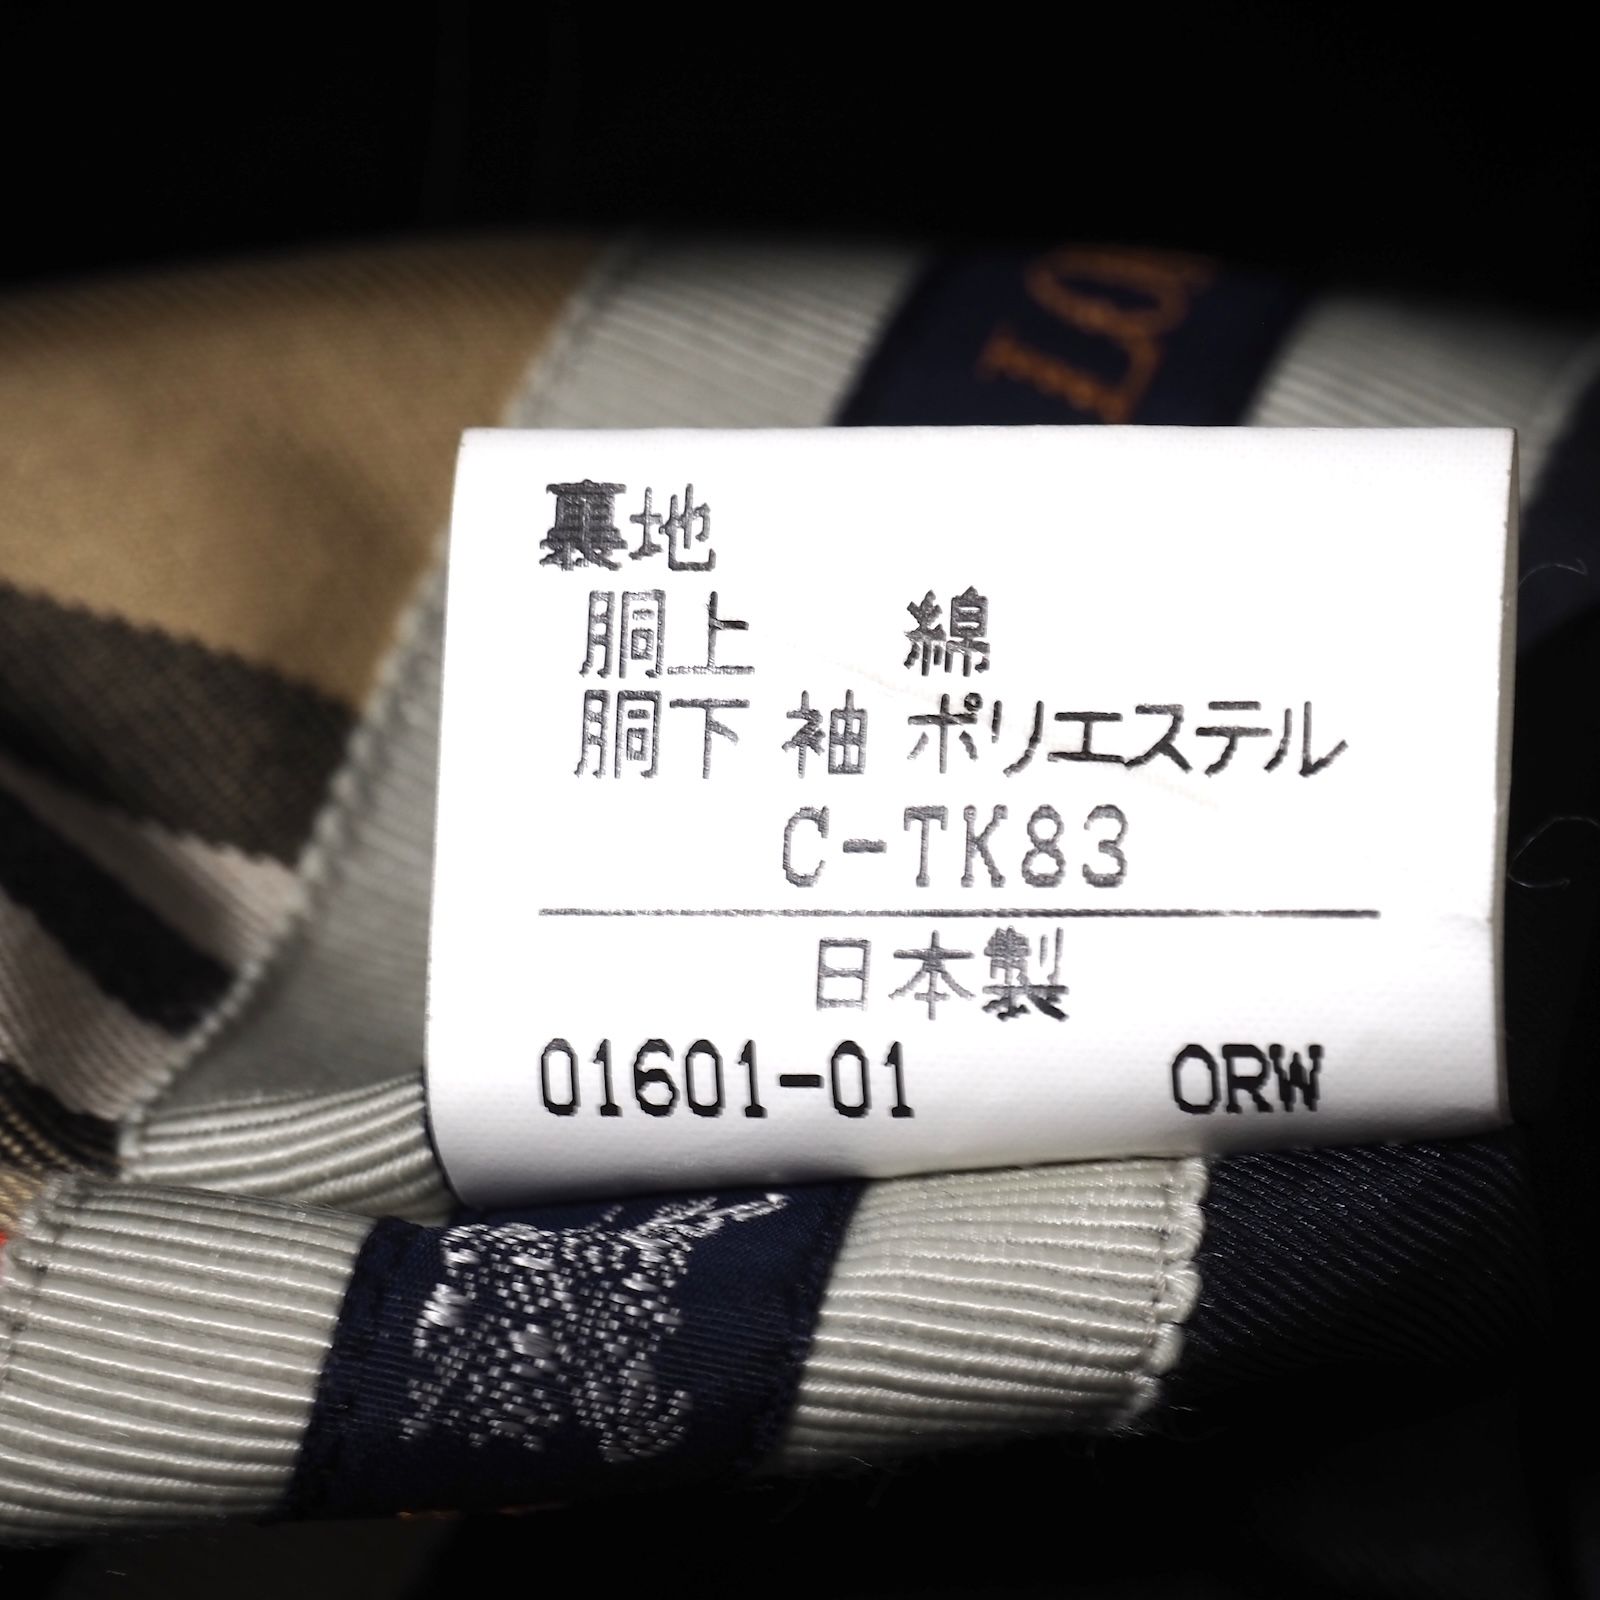 裏地
胴上 綿
胴下 袖 ポリエステル
C-TK83
日本製
01601-01 ORW